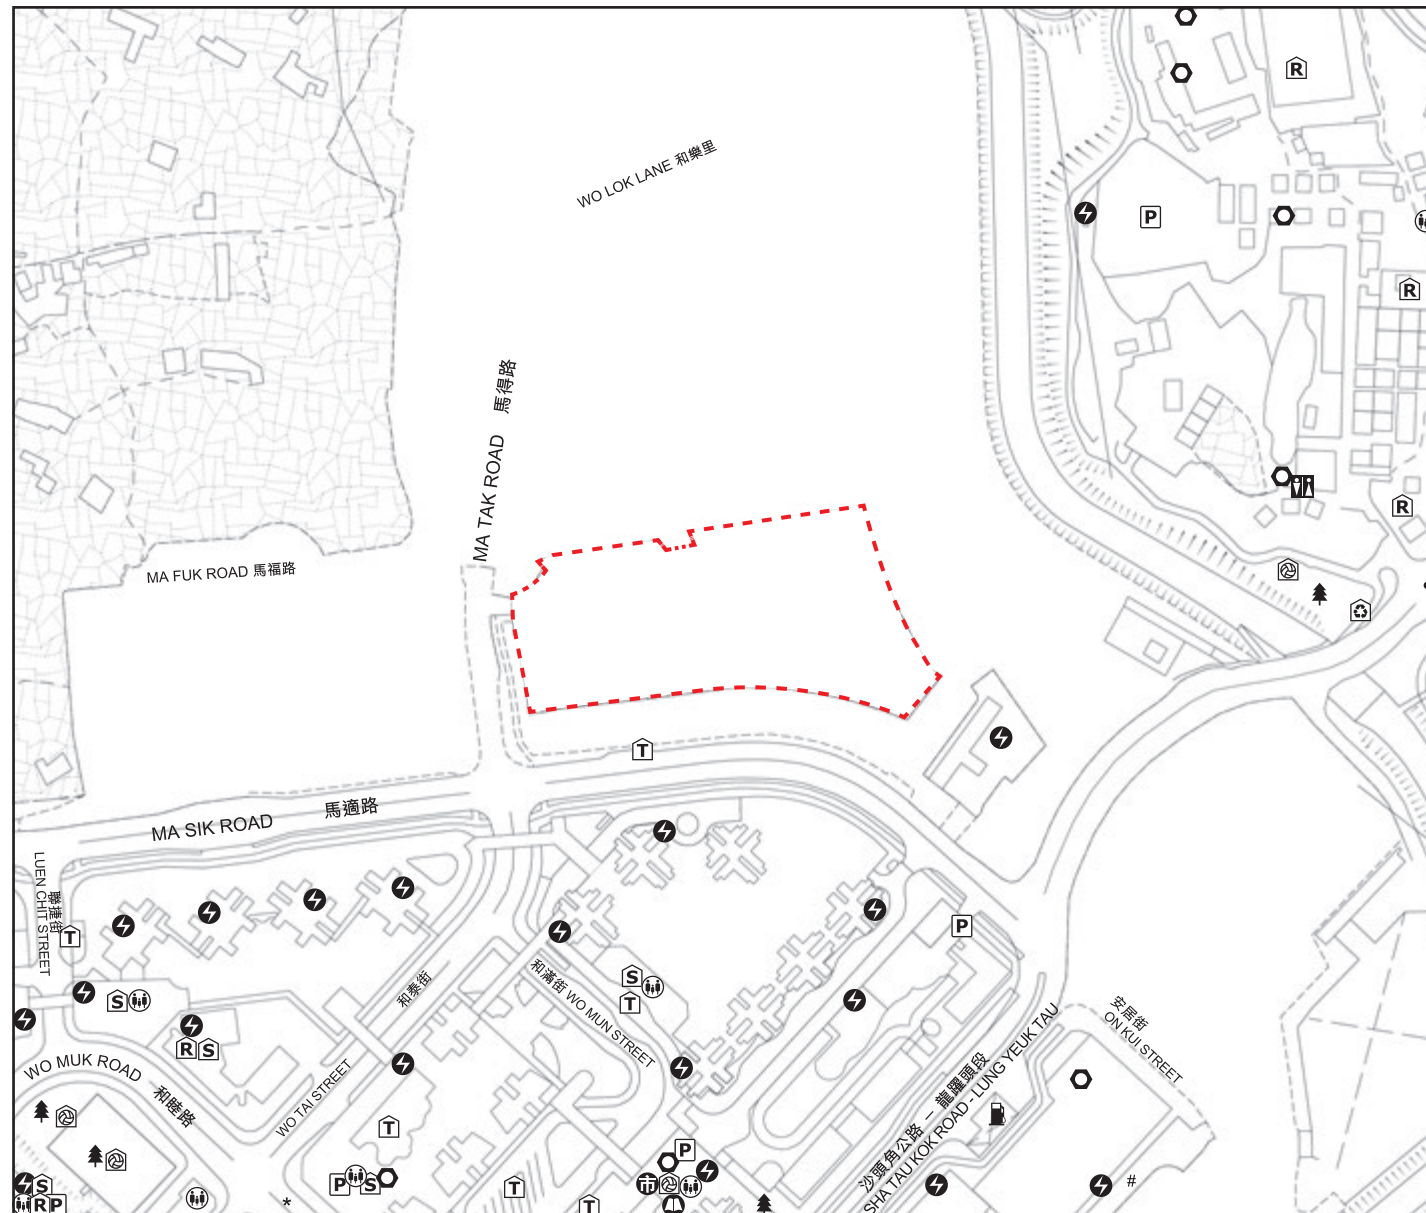 R
P
WO LOK LANE 和樂里
R
MA TAK ROAD 馬得路
R
MA FUK ROAD 馬福路
T
MA SIK ROAD 馬適路
LUEN CHIT STREET
聯捷街
T
P
S
T
S
和泰街
和滿街 WO MUN STREET
安居街
ON KUI STREET
R S
WO MUK ROAD 和睦路
WO TAI STREET
T
沙頭角公路 － 龍躍頭段
SHA TAU KOK ROAD - LUNG YEUK TAU
P
P S
市
T
T
S
R P
*
#